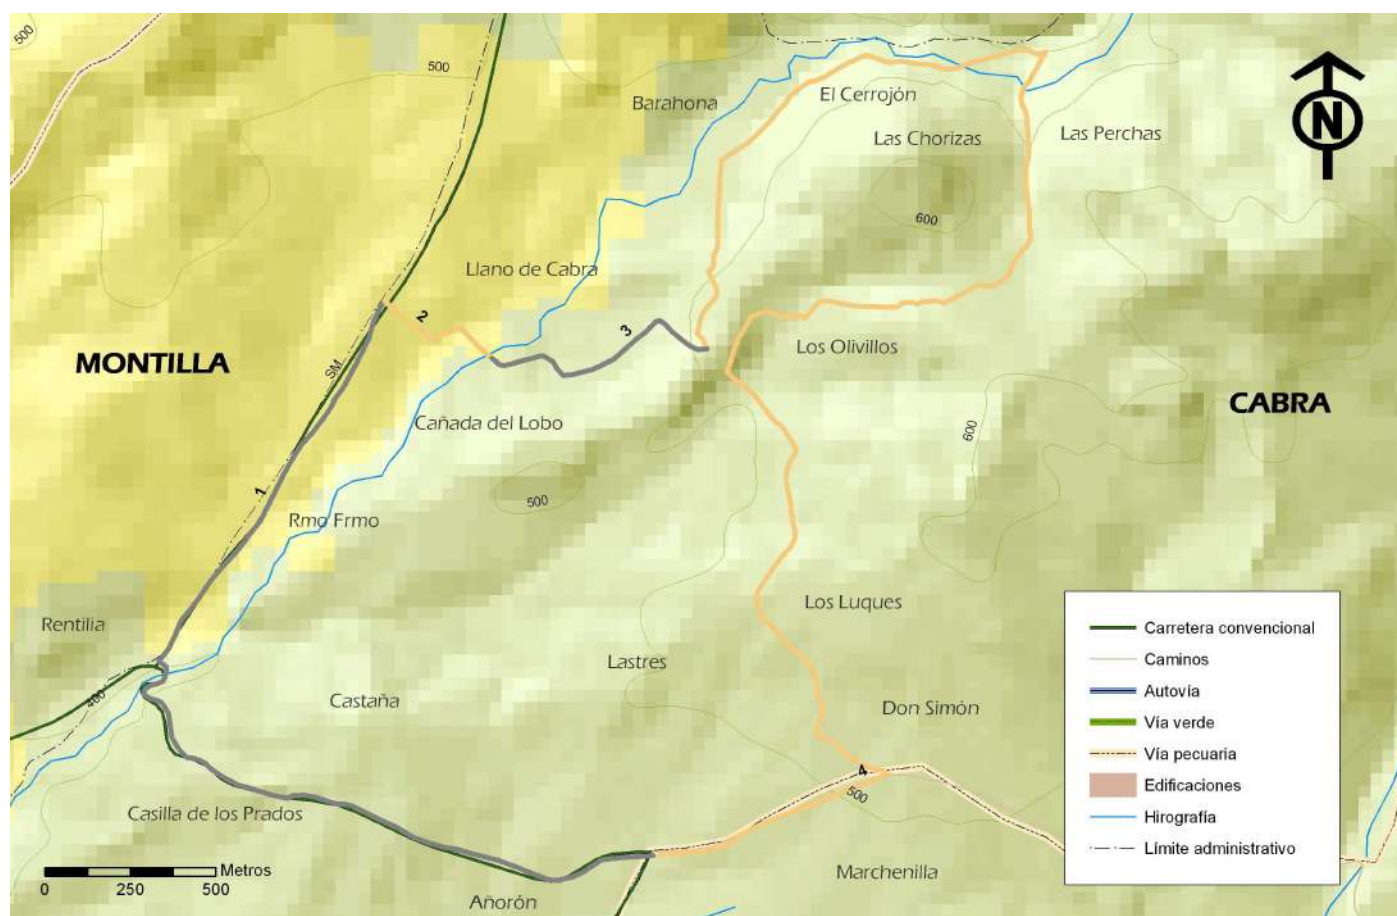 500
500
Barahona
El Cerrojón
Las Chorizas
Las Perchas
N
600
Llano de Cabra
2
3
MONTILLA
SM
Los Olivillos
CABRA
Cañada del Lobo
600
1
500
Rmo Frmo
Los Luques
Rentilia
Lastres
400
Castaña
Don Simón
4
500
Casilla de los Prados
Marchenilla
Añorón
Metros
0 250 500
Carretera convencional
Caminos
Autovía
Vía verde
Vía pecuaria
Edificaciones
Hirografía
Límite administrativo